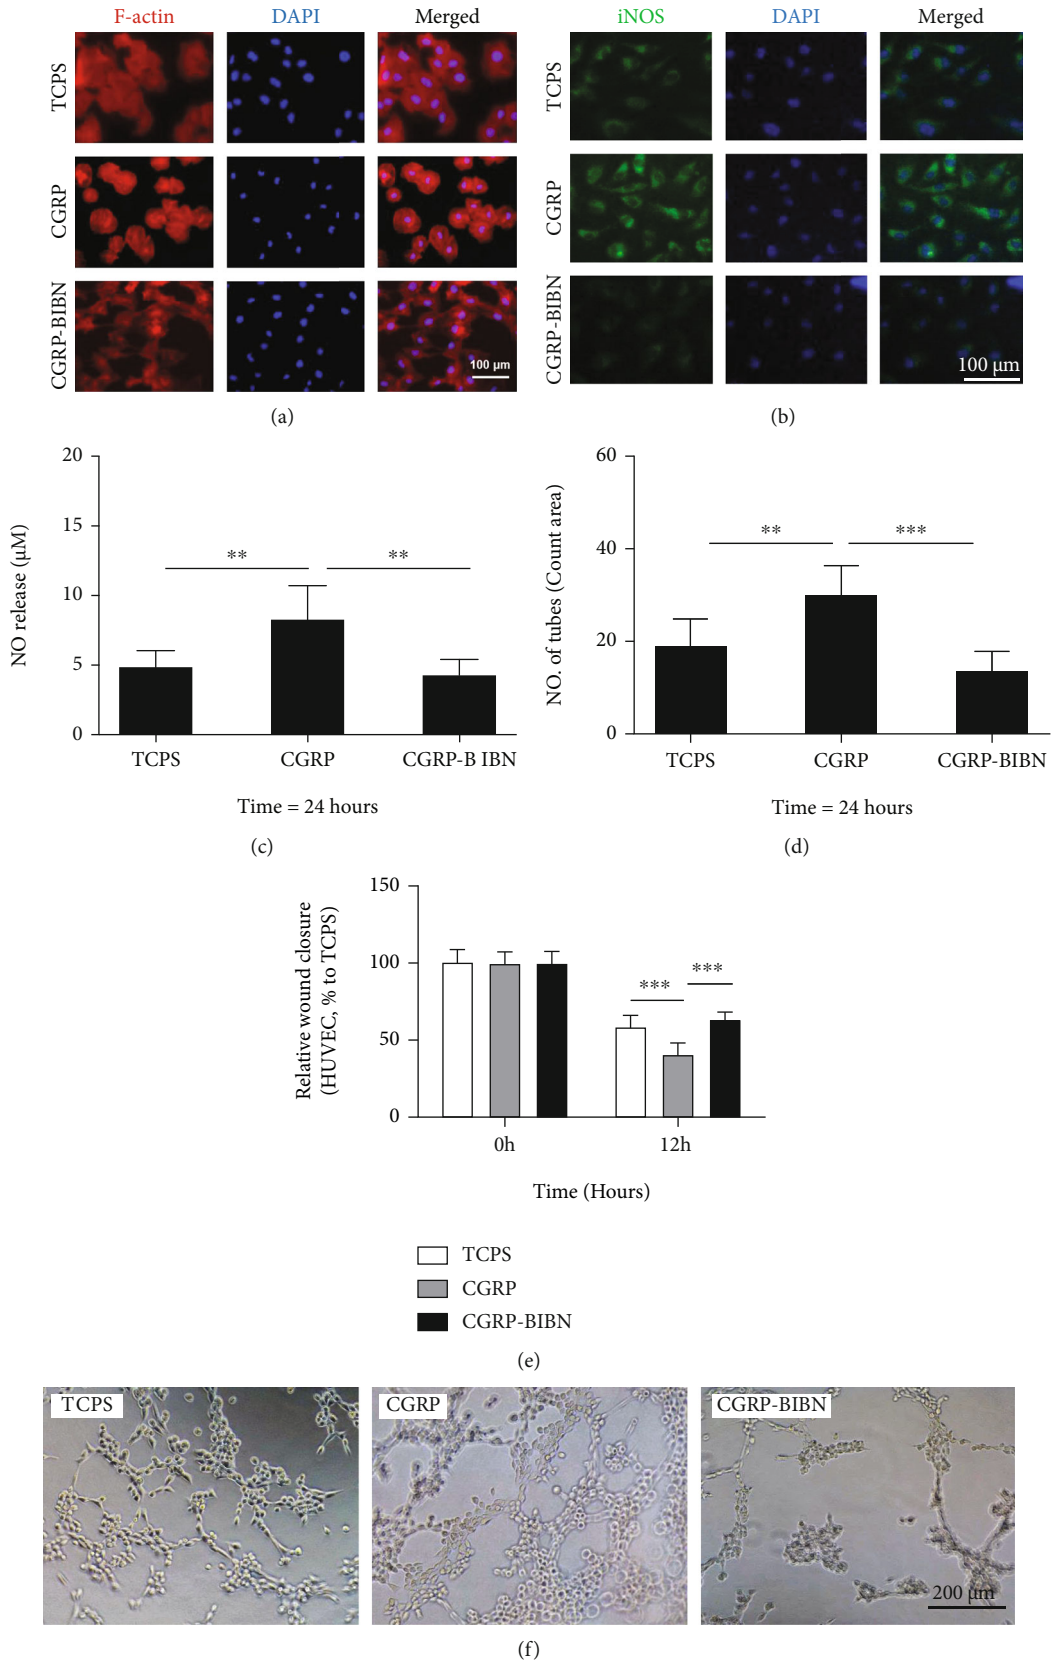 F-actin DAPI Merged
TCPS
CGRP
CGRP-BIBN
100 µm
(a)
iNOS DAPI Merged
TCPS
CGRP
CGRP-BIBN
100 µm
(b)
NO release (µM)
20
15
10
5
0
** **
TCPS CGRP CGRP-B IBN
Time = 24 hours
(c)
NO. of tubes (Count area)
60
40
20
0
** ***
TCPS CGRP CGRP-BIBN
Time = 24 hours
(d)
Relative wound closure
(HUVEC, % to TCPS)
150
100
50
0
*** ***
0h 12h
Time (Hours)
TCPS
CGRP
CGRP-BIBN
(e)
TCPS CGRP CGRP-BIBN
200 µm
(f)